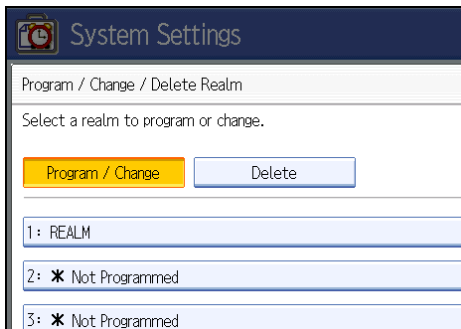 System Settings
Program / Change / Delete Realm
Select a realm to program or change.
Program / Change
Delete
1: REALM
2: * Not Programmed
3: * Not Programmed